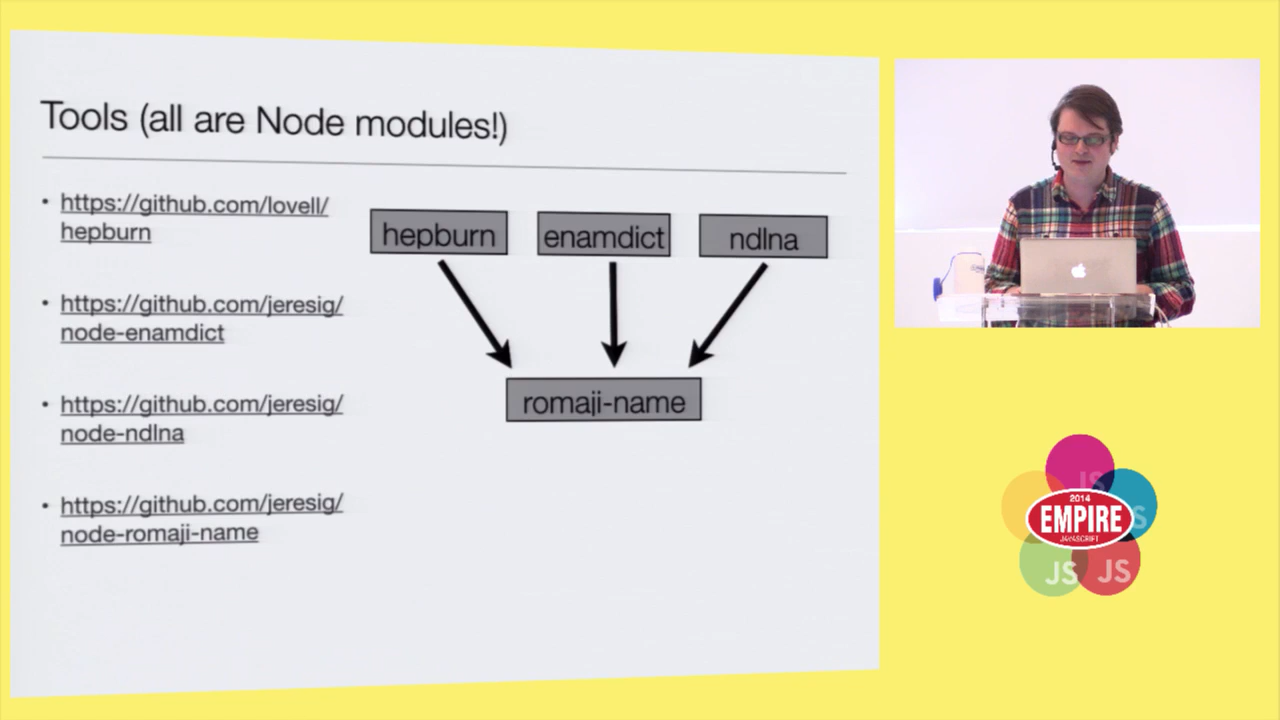 Tools (all are Node modules!)
• https://github.com/lovell/
hepburn
• https://github.com/jeresig/
node-enamdict
• https://github.com/jeresig/
node-ndlna
• https://github.com/jeresig/
node-romaji-name
hepburn
enamdict
ndlna
romaji-name
JS
2014
EMPIRE
JAVASCRIPT
JS
JS
JS